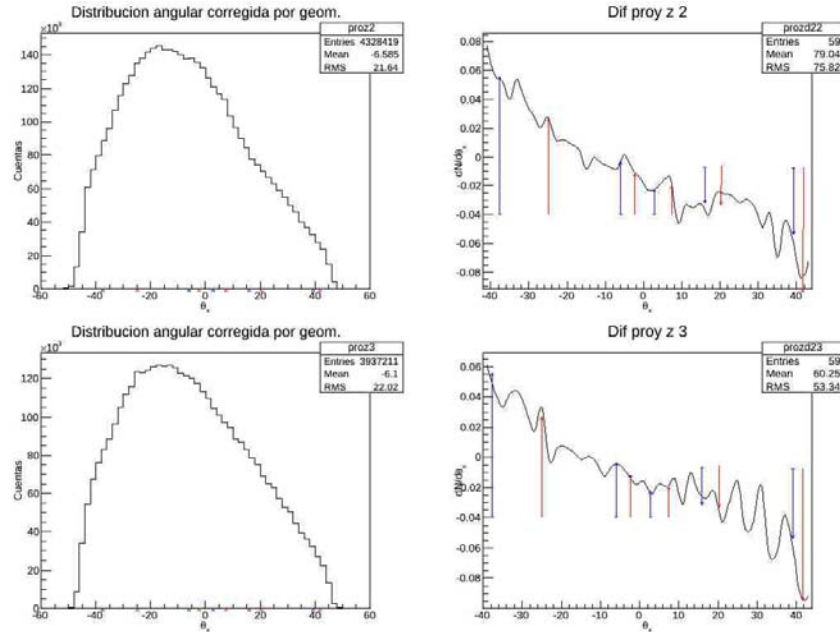 Distribucion angular corregida por geom.
×10³
proz2
Entries 4328419
Mean -6.585
RMS 21.64
Cuentas
140
120
100
80
60
40
20
0
-60 -40 -20 0 20 40 60
θx
Dif proy z 2
prozd22
Entries 59
Mean 79.04
RMS 75.82
dN/dθx
0.08
0.06
0.04
0.02
0
-0.02
-0.04
-0.06
-0.08
-40 -30 -20 -10 0 10 20 30 40
θx
Distribucion angular corregida por geom.
×10³
proz3
Entries 3937211
Mean -6.1
RMS 22.02
Cuentas
120
100
80
60
40
20
0
-60 -40 -20 0 20 40 60
θx
Dif proy z 3
prozd23
Entries 59
Mean 60.25
RMS 53.34
dN/dθx
0.06
0.04
0.02
0
-0.02
-0.04
-0.06
-0.08
-0.1
-40 -30 -20 -10 0 10 20 30 40
θx